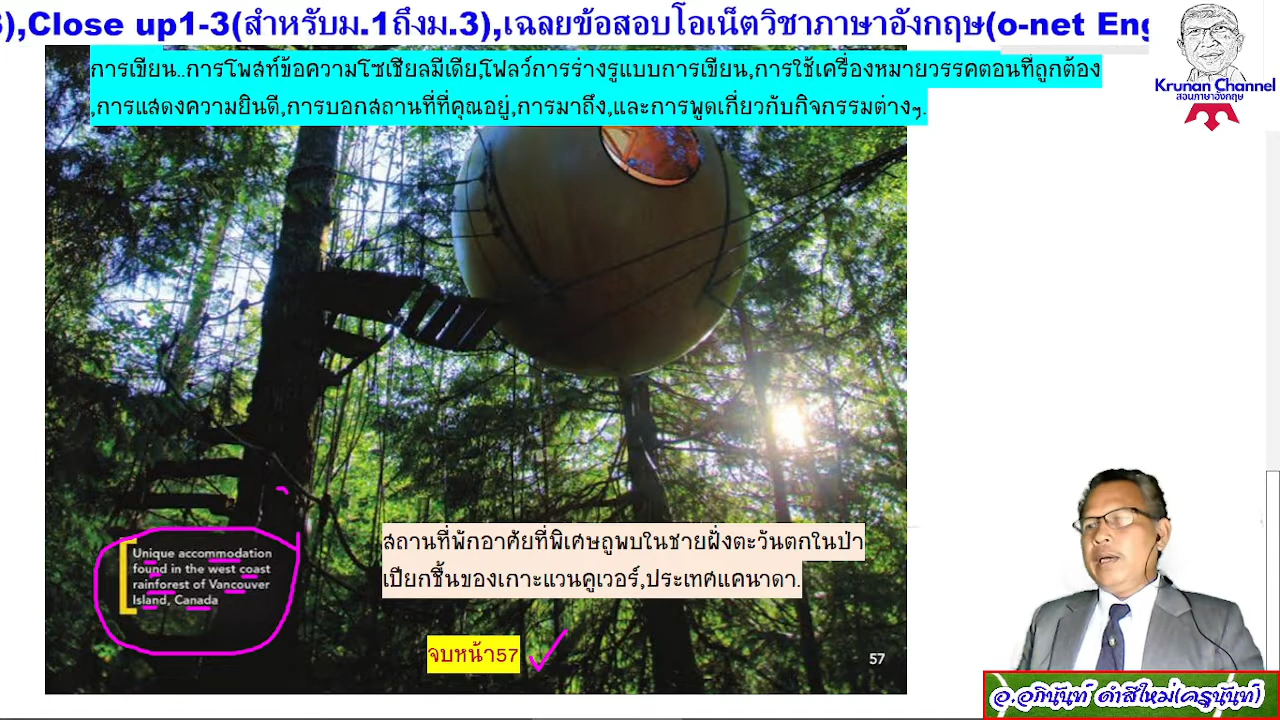 ),Close up1-3(สำหรับม.1ถึงม.3),เฉลยข้อสอบโอเน็ตวิชาภาษาอังกฤษ(o-net Eng
Krunan Channel
สอนภาษาอังกฤษ
การเขียน..การโพสท์ข้อความโซเชียลมีเดีย,โฟลว์การร่างรูแบบการเขียน,การใช้เครื่องหมายวรรคตอนที่ถูกต้อง
,การแสดงความยินดี,การบอกสถานที่ที่คุณอยู่,การมาถึง,และการพูดเกี่ยวกับกิจกรรมต่างๆ.
Unique accommodation
found in the west coast
rainforest of Vancouver
Island, Canada
สถานที่พักอาศัยที่พิเศษถูพบในชายฝั่งตะวันตกในป่า
เปียกชื้นของเกาะแวนคูเวอร์,ประเทศแคนาดา.
จบหน้า57
57
อ.อภินันท์ ดำสีใหม่(ครูนันท์)